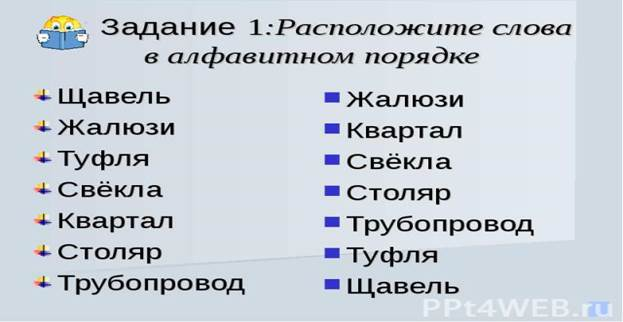 Задание 1:Расположите слова
в алфавитном порядке
Щавель
Жалюзи
Туфля
Свёкла
Квартал
Столяр
Трубопровод
Жалюзи
Квартал
Свёкла
Столяр
Трубопровод
Туфля
Щавель
PPt4WEB.ru